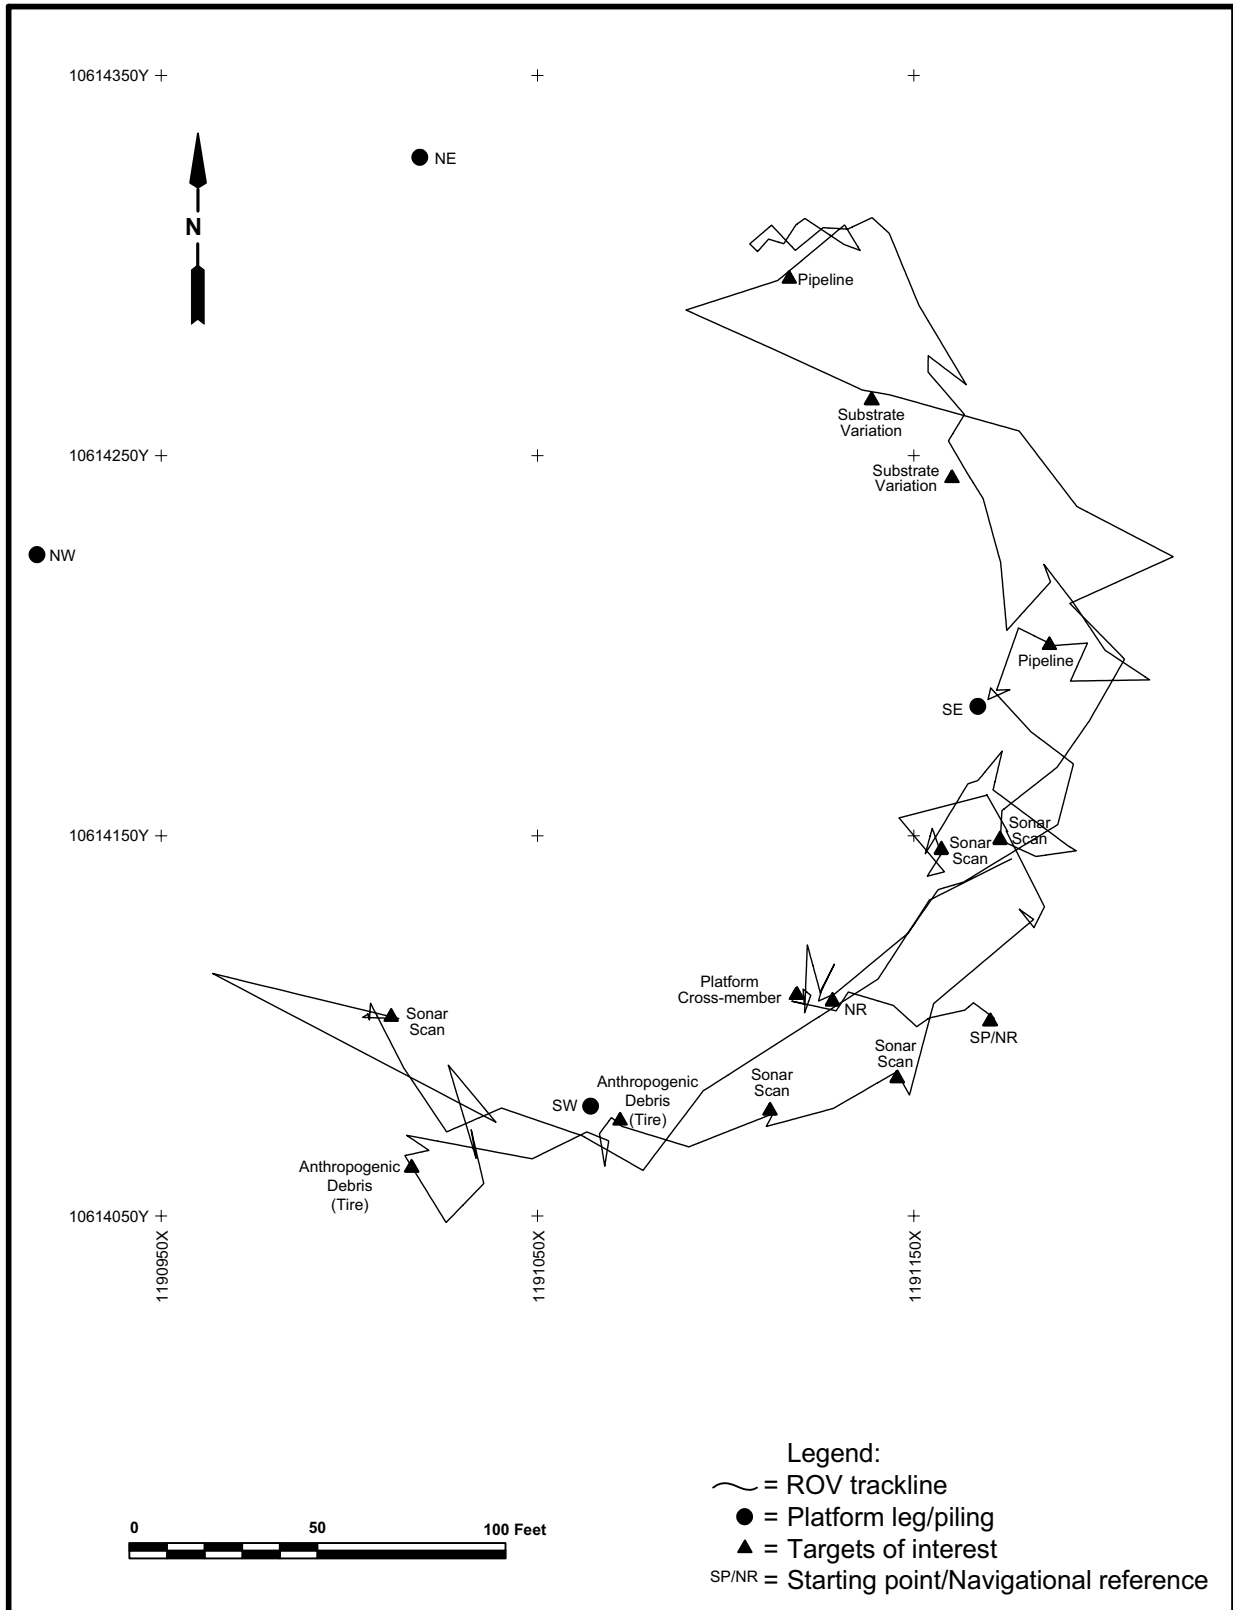 10614350Y
NE
N
Pipeline
Substrate
Variation
10614250Y
Substrate
Variation
NW
Pipeline
SE
10614150Y
Sonar
Scan
Sonar
Scan
Platform
Cross-member
NR
Sonar
Scan
SP/NR
Sonar
Scan
Sonar
Scan
Anthropogenic
Debris
(Tire)
SW
Anthropogenic
Debris
(Tire)
10614050Y
1190950X
1191050X
1191150X
Legend:
= ROV trackline
= Platform leg/piling
= Targets of interest
SP/NR = Starting point/Navigational reference
0 50 100 Feet